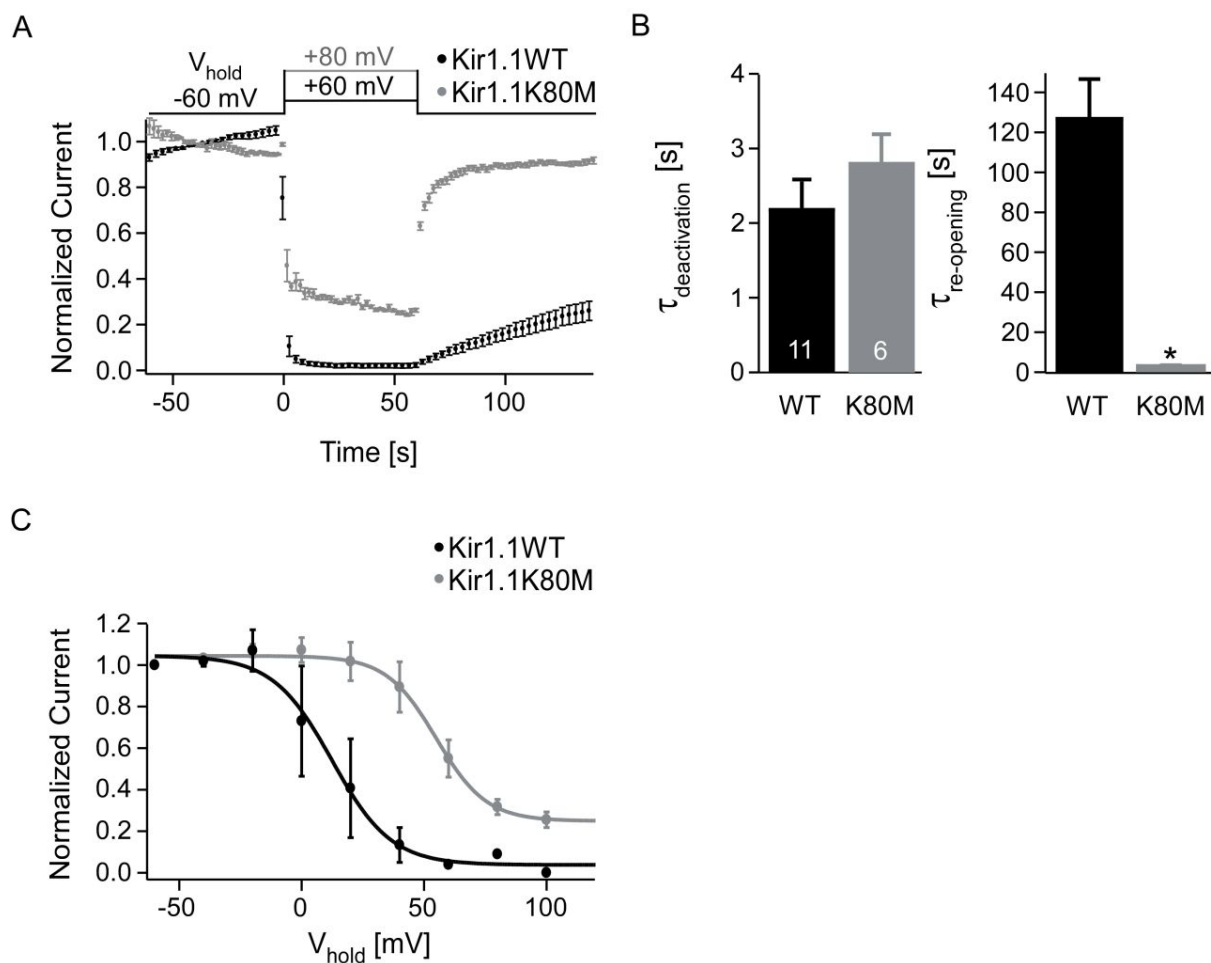 A
V hold
-60 mV
+80 mV
+60 mV
Kir1.1WT
Kir1.1K80M
Normalized Current
1.0
0.8
0.6
0.4
0.2
0.0
-50
0
50
100
Time [s]
B
τ deactivation [s]
4
3
2
1
0
11
6
WT
K80M
τ re-opening [s]
140
120
100
80
60
40
20
0
*
WT
K80M
C
Kir1.1WT
Kir1.1K80M
Normalized Current
1.2
1.0
0.8
0.6
0.4
0.2
0.0
-50
0
50
100
V hold [mV]